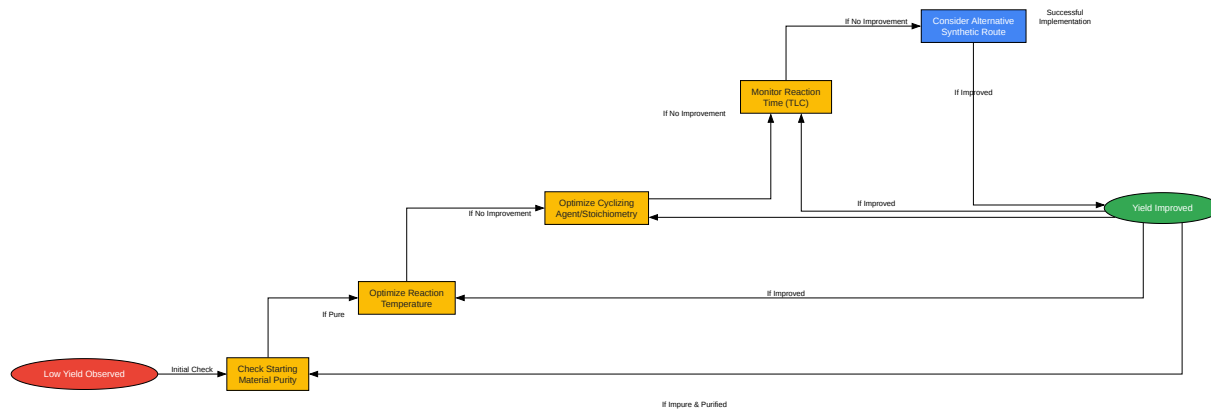 If No Improvement
Consider Alternative
Synthetic Route
Successful
Implementation
Monitor Reaction
Time (TLC)
If Improved
If No Improvement
Optimize Cyclizing
Agent/Stoichiometry
If No Improvement
If Improved
Yield Improved
Optimize Reaction
Temperature
If Improved
If Pure
Low Yield Observed
Initial Check
Check Starting
Material Purity
If Impure & Purified